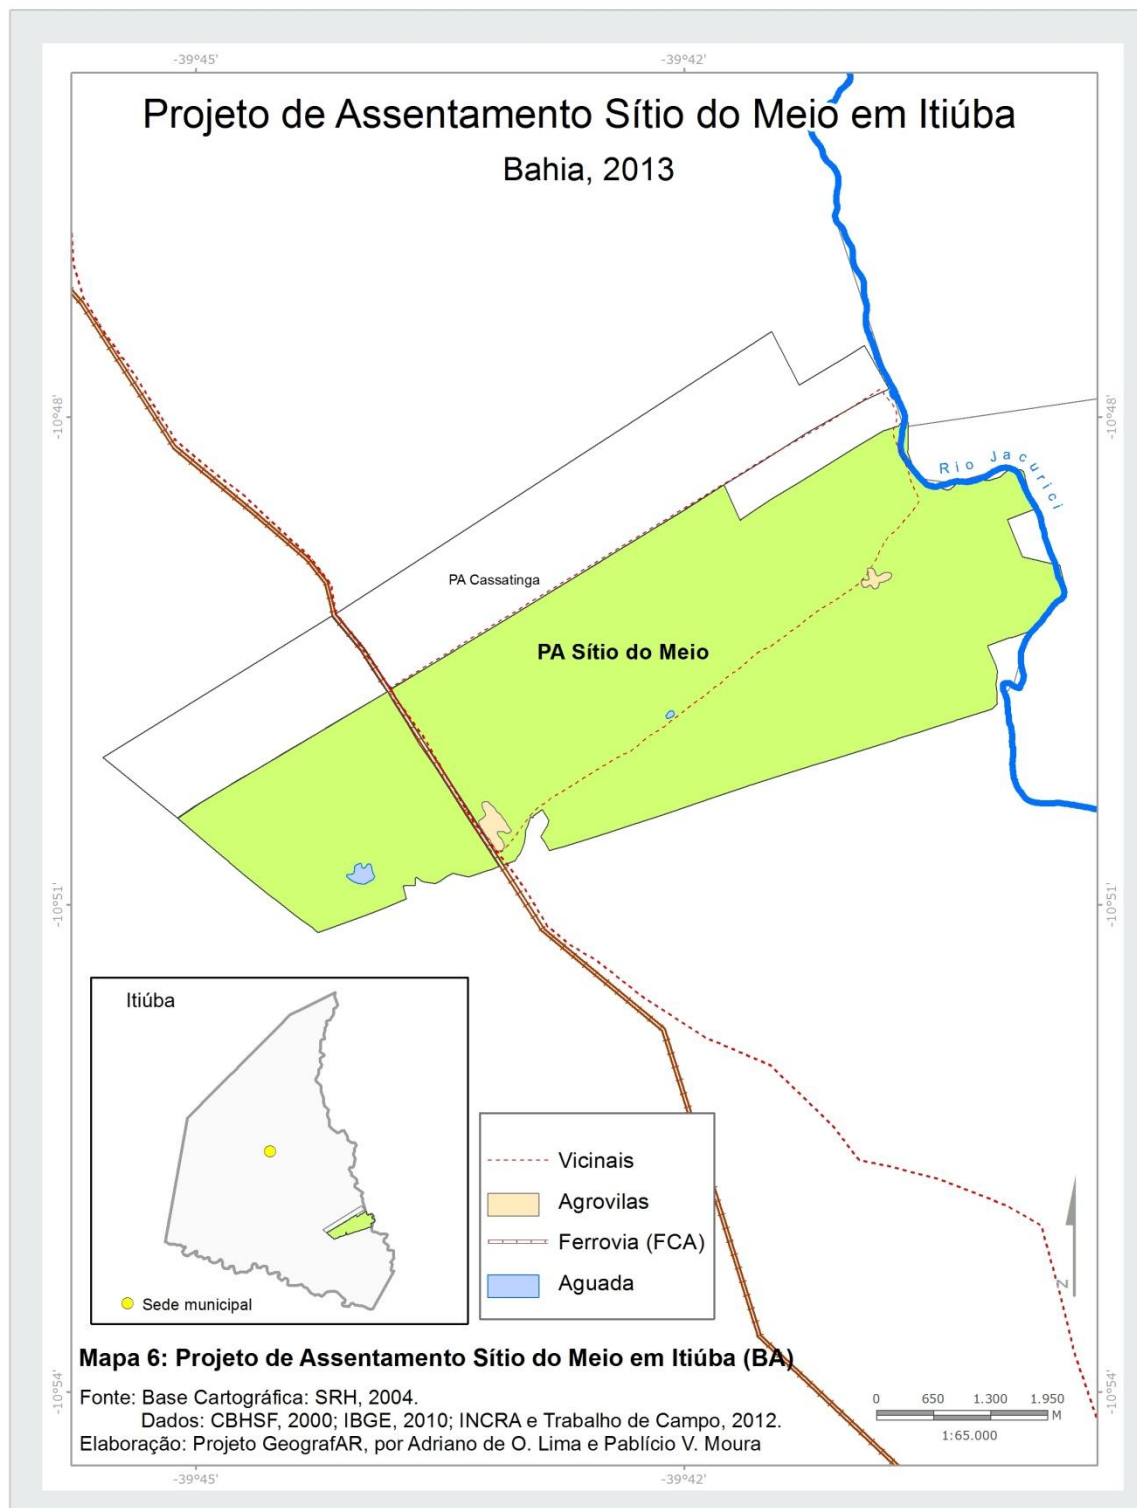 -39°45' -39°42'
Projeto de Assentamento Sítio do Meio em Itiúba
Bahia, 2013
-10°48' -10°48'
Rio Jacurici
PA Cassatinga
PA Sítio do Meio
-10°51' -10°51'
Itiúba
Sede municipal
Vicinais
Agrovilas
Ferrovia (FCA)
Aguada
N
Mapa 6: Projeto de Assentamento Sítio do Meio em Itiúba (BA)
Fonte: Base Cartográfica: SRH, 2004.
Dados: CBHSF, 2000; IBGE, 2010; INCRA e Trabalho de Campo, 2012.
Elaboração: Projeto GeografAR, por Adriano de O. Lima e Pablício V. Moura
-10°54' -10°54'
0 650 1.300 1.950
M
1:65.000
-39°45' -39°42'